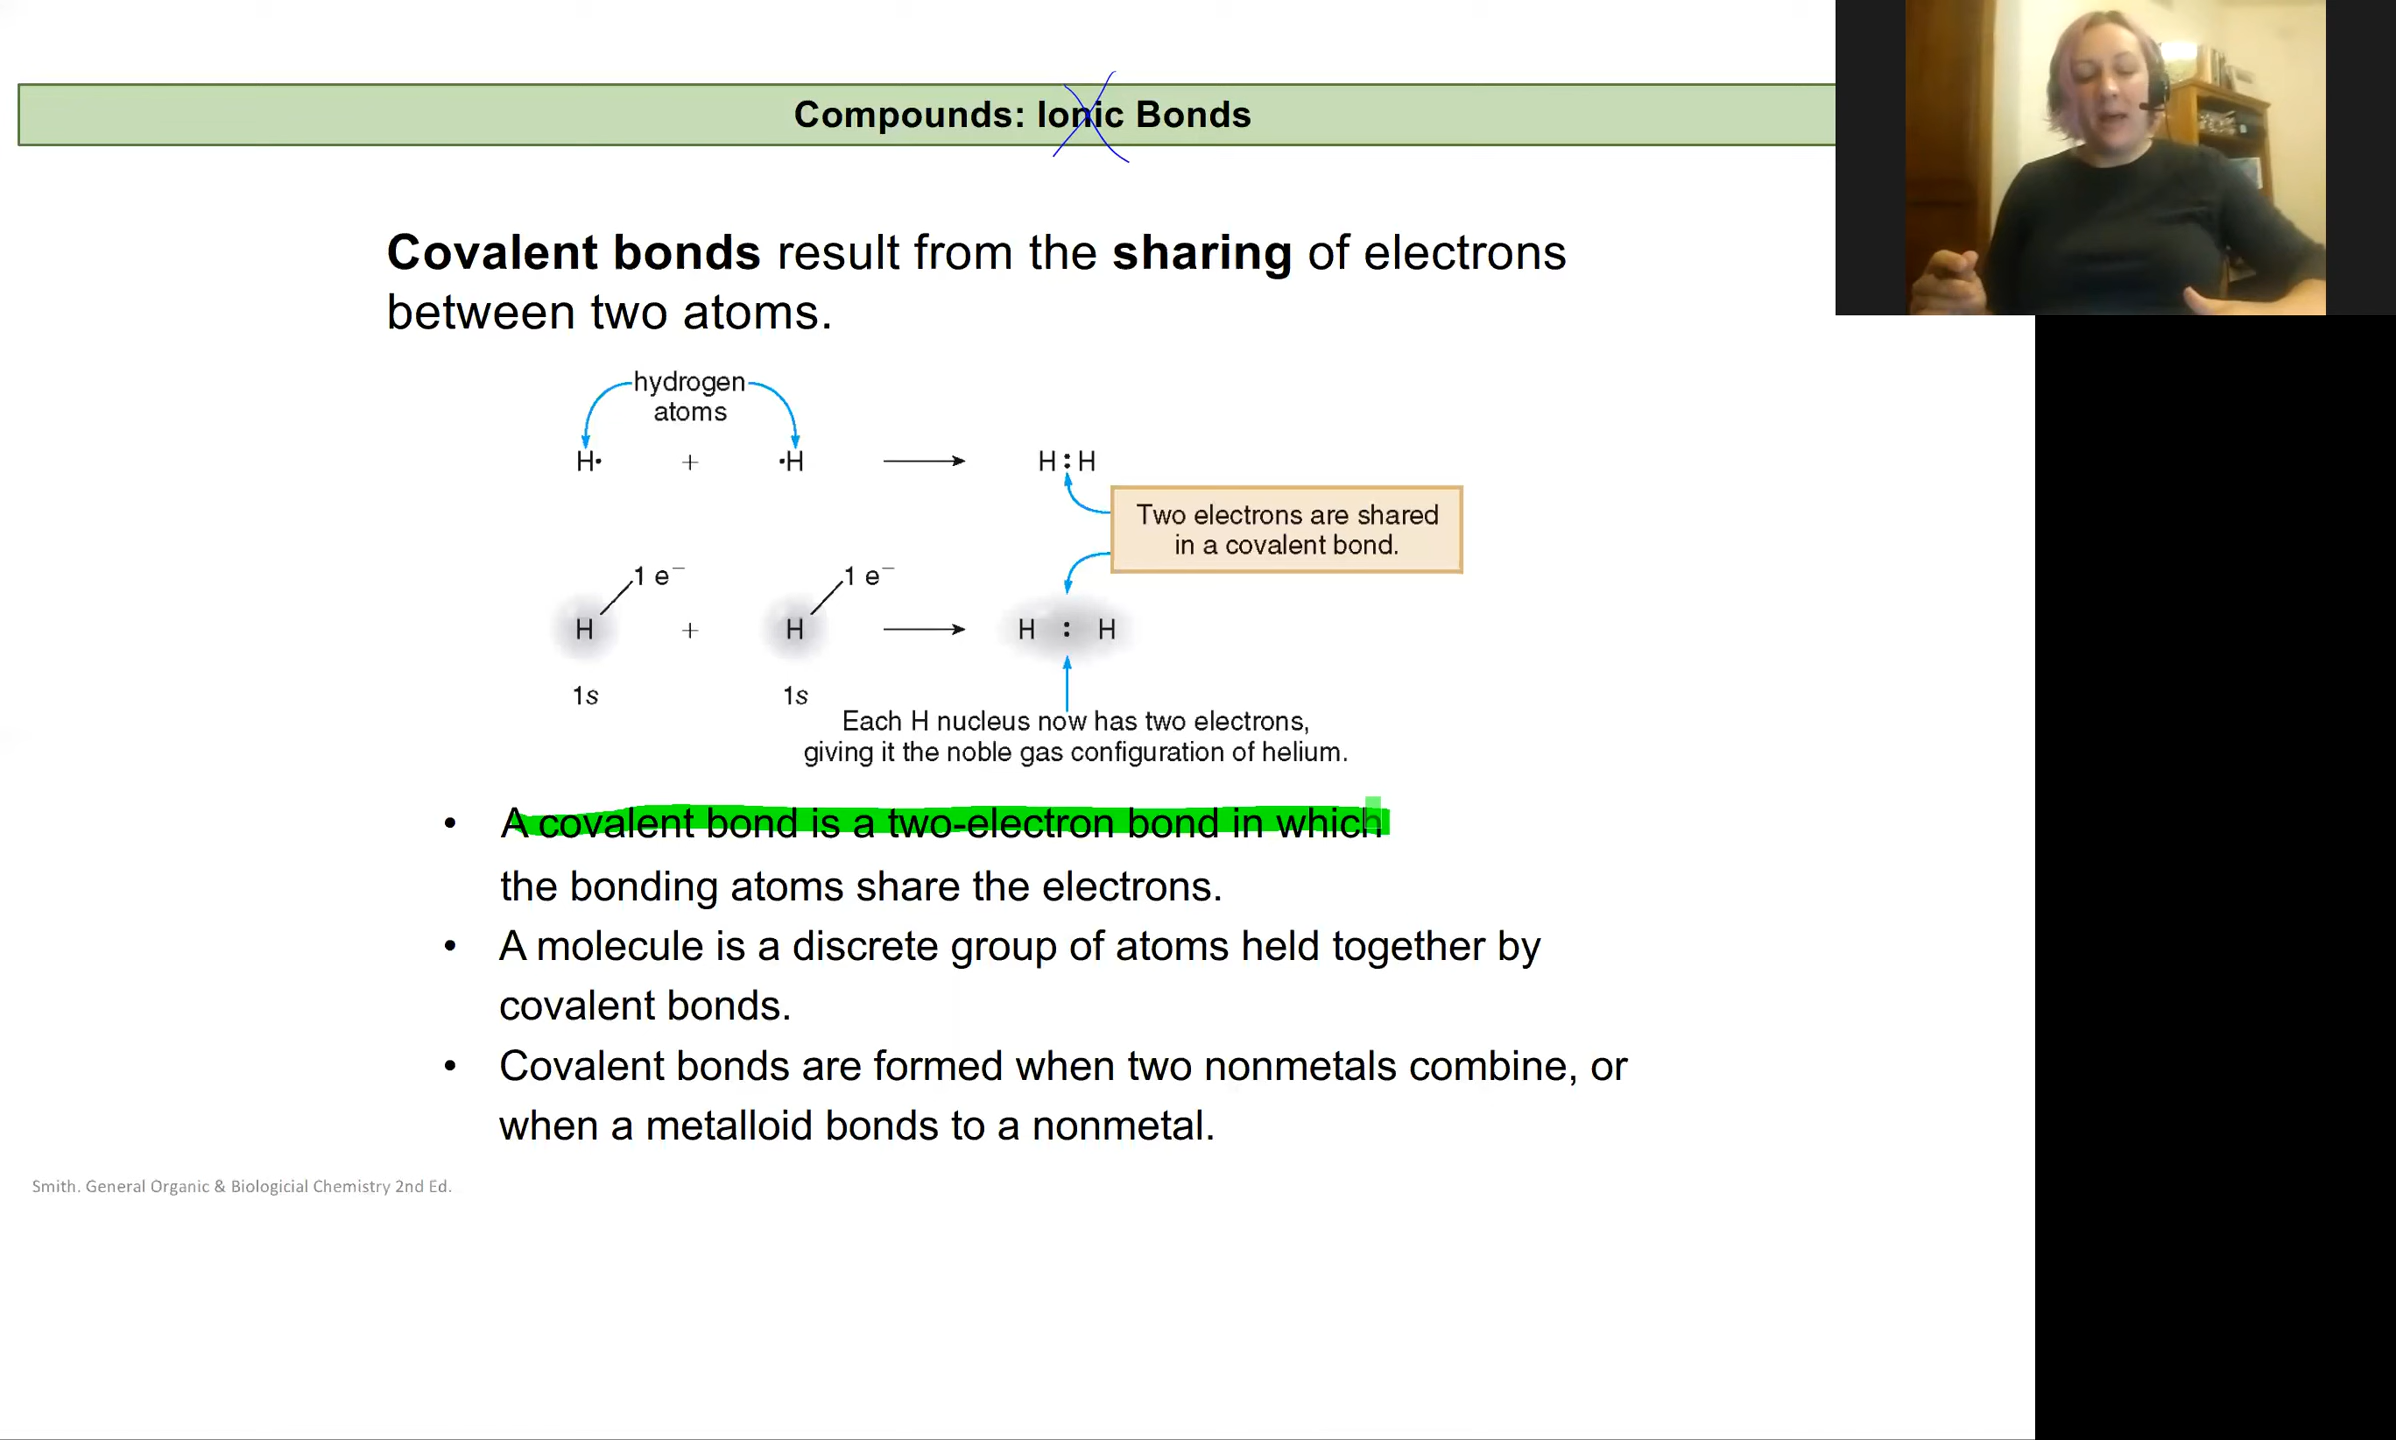 Compounds: Ionic Bonds
Covalent bonds result from the sharing of electrons
between two atoms.
hydrogen
atoms
H· + ·H → H:H
Two electrons are shared
in a covalent bond.
1 e⁻ 1 e⁻
H + H → H : H
1s 1s
Each H nucleus now has two electrons,
giving it the noble gas configuration of helium.
• A covalent bond is a two-electron bond in which
the bonding atoms share the electrons.
• A molecule is a discrete group of atoms held together by
covalent bonds.
• Covalent bonds are formed when two nonmetals combine, or
when a metalloid bonds to a nonmetal.
Smith. General Organic & Biologicial Chemistry 2nd Ed.